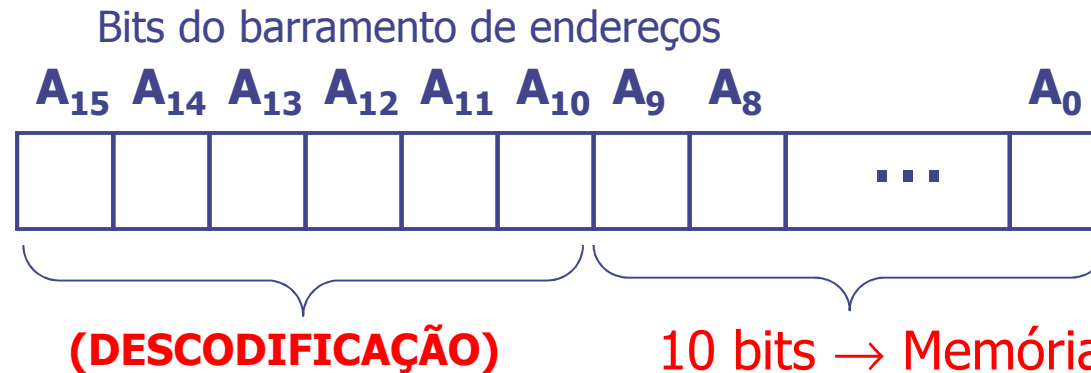 Bits do barramento de endereços
A15 A14 A13 A12 A11 A10 A9 A8 A0
...
(DESCODIFICAÇÃO) 10 bits → Memória